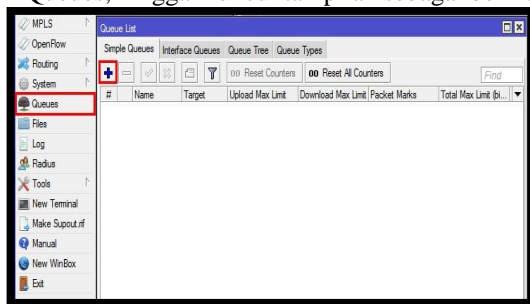 MPLS
OpenFlow
Routing
System
Queues
Files
Log
Radius
Tools
New Terminal
Make Supout.rif
Manual
New WinBox
Exit
Queue List
Simple Queues Interface Queues Queue Tree Queue Types
00 Reset Counters 00 Reset All Counters Find
# Name Target Upload Max Limit Download Max Limit Packet Marks Total Max Limit (bi...